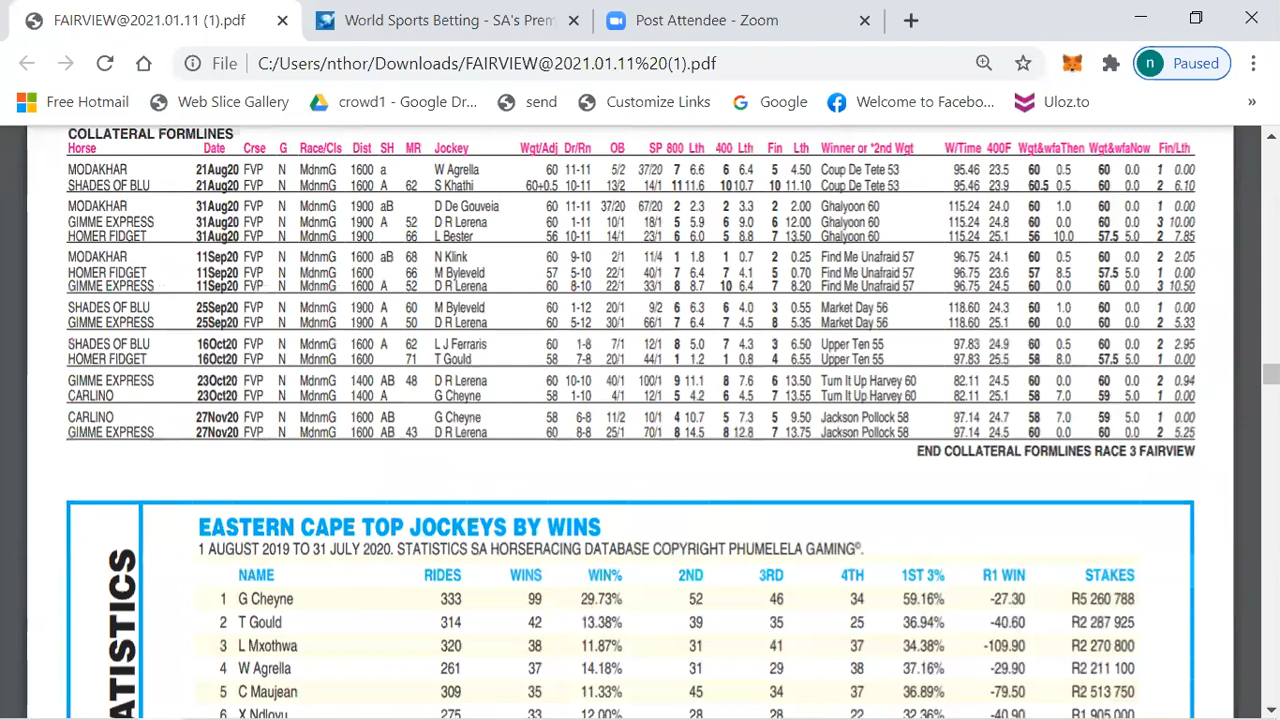 FAIRVIEW@2021.01.11 (1).pdf World Sports Betting - SA's Prem Post Attendee - Zoom
File C:/Users/nthor/Downloads/FAIRVIEW@2021.01.11%20(1).pdf n Paused
Free Hotmail Web Slice Gallery crowd1 - Google Dr... send Customize Links Google Welcome to Facebo... Uloz.to »
COLLATERAL FORMLINES
Horse Date Crse G Race/Cls Dist SH MR Jockey Wgt/Adj Dr/Rn OB SP 800 Lth 400 Lth Fin Lth Winner or *2nd Wgt W/Time 400F Wgt&wfaThen Wgt&wfaNow Fin/Lth
MODAKHAR 21Aug20 FVP N MdnmG 1600 a W Agrella 60 11-11 5/2 37/20 7 6.6 6 6.4 5 4.50 Coup De Tete 53 95.46 23.5 60 0.5 60 0.0 1 0.00
SHADES OF BLU 21Aug20 FVP N MdnmG 1600 A 62 S Khathi 60+0.5 10-11 13/2 14/1 11 11.6 10 10.7 10 11.10 Coup De Tete 53 95.46 23.9 60.5 0.5 60 0.0 2 6.10
MODAKHAR 31Aug20 FVP N MdnmG 1900 aB D De Gouveia 60 11-11 37/20 67/20 2 2.3 2 3.3 2 2.00 Ghalyoon 60 115.24 24.0 60 1.0 60 0.0 1 0.00
GIMME EXPRESS 31Aug20 FVP N MdnmG 1900 A 52 D R Lerena 60 1-11 10/1 18/1 5 5.9 6 9.0 6 12.00 Ghalyoon 60 115.24 24.8 60 0.0 60 0.0 3 10.00
HOMER FIDGET 31Aug20 FVP N MdnmG 1900 66 L Bester 56 10-11 14/1 23/1 6 6.0 5 8.8 7 13.50 Ghalyoon 60 115.24 25.1 56 10.0 57.5 5.0 2 7.85
MODAKHAR 11Sep20 FVP N MdnmG 1600 aB 68 N Klink 60 9-10 2/1 11/4 1 1.8 1 0.7 2 0.25 Find Me Unafraid 57 96.75 24.1 60 0.0 60 0.0 2 2.05
HOMER FIDGET 11Sep20 FVP N MdnmG 1600 66 M Byleveld 57 5-10 22/1 40/1 7 6.4 7 4.1 5 0.70 Find Me Unafraid 57 96.75 23.6 57 8.5 57.5 5.0 1 0.00
GIMME EXPRESS 11Sep20 FVP N MdnmG 1600 A 52 D R Lerena 60 8-10 22/1 33/1 8 8.7 10 6.4 7 8.20 Find Me Unafraid 57 96.75 24.5 60 0.0 60 0.0 3 10.50
SHADES OF BLU 25Sep20 FVP N MdnmG 1900 A 60 M Byleveld 60 1-12 20/1 9/2 6 6.3 6 4.0 3 0.55 Market Day 56 118.60 24.3 60 1.0 60 0.0 1 0.00
GIMME EXPRESS 25Sep20 FVP N MdnmG 1900 A 50 D R Lerena 60 5-12 30/1 66/1 7 6.4 7 4.5 8 5.35 Market Day 56 118.60 25.1 60 0.0 60 0.0 2 5.33
SHADES OF BLU 16Oct20 FVP N MdnmG 1600 A 62 L J Ferraris 60 1-8 7/1 12/1 8 5.0 7 4.3 3 6.50 Upper Ten 55 97.83 24.9 60 0.5 60 0.0 2 2.95
HOMER FIDGET 16Oct20 FVP N MdnmG 1600 71 T Gould 58 7-8 20/1 44/1 1 1.2 1 0.8 4 6.55 Upper Ten 55 97.83 25.5 58 8.0 57.5 5.0 1 0.00
GIMME EXPRESS 23Oct20 FVP N MdnmG 1400 AB 48 D R Lerena 60 10-10 40/1 100/1 9 11.1 8 7.6 6 13.50 Turn It Up Harvey 60 82.11 24.5 60 0.0 60 0.0 2 0.94
CARLINO 23Oct20 FVP N MdnmG 1400 A G Cheyne 58 1-10 4/1 12/1 5 4.2 6 4.5 7 13.55 Turn It Up Harvey 60 82.11 25.1 58 7.0 59 5.0 1 0.00
CARLINO 27Nov20 FVP N MdnmG 1600 AB G Cheyne 58 6-8 11/2 10/1 4 10.7 5 7.3 5 9.50 Jackson Pollock 58 97.14 24.7 58 7.0 59 5.0 1 0.00
GIMME EXPRESS 27Nov20 FVP N MdnmG 1600 AB 43 D R Lerena 60 8-8 25/1 70/1 8 14.5 8 12.8 7 13.75 Jackson Pollock 58 97.14 24.5 60 0.0 60 0.0 2 5.25
END COLLATERAL FORMLINES RACE 3 FAIRVIEW
EASTERN CAPE TOP JOCKEYS BY WINS
1 AUGUST 2019 TO 31 JULY 2020. STATISTICS SA HORSERACING DATABASE COPYRIGHT PHUMELELA GAMING©.
NAME RIDES WINS WIN% 2ND 3RD 4TH 1ST 3% R1 WIN STAKES
1 G Cheyne 333 99 29.73% 52 46 34 59.16% -27.30 R5 260 788
2 T Gould 314 42 13.38% 39 35 25 36.94% -40.60 R2 287 925
3 L Mxothwa 320 38 11.87% 31 41 37 34.38% -109.90 R2 270 800
4 W Agrella 261 37 14.18% 31 29 38 37.16% -29.90 R2 211 100
5 C Maujean 309 35 11.33% 45 34 37 36.89% -79.50 R2 513 750
6 X Ndlovu 275 33 12.00% 28 28 22 32.36% -40.90 R1 905 000
ATISTICS